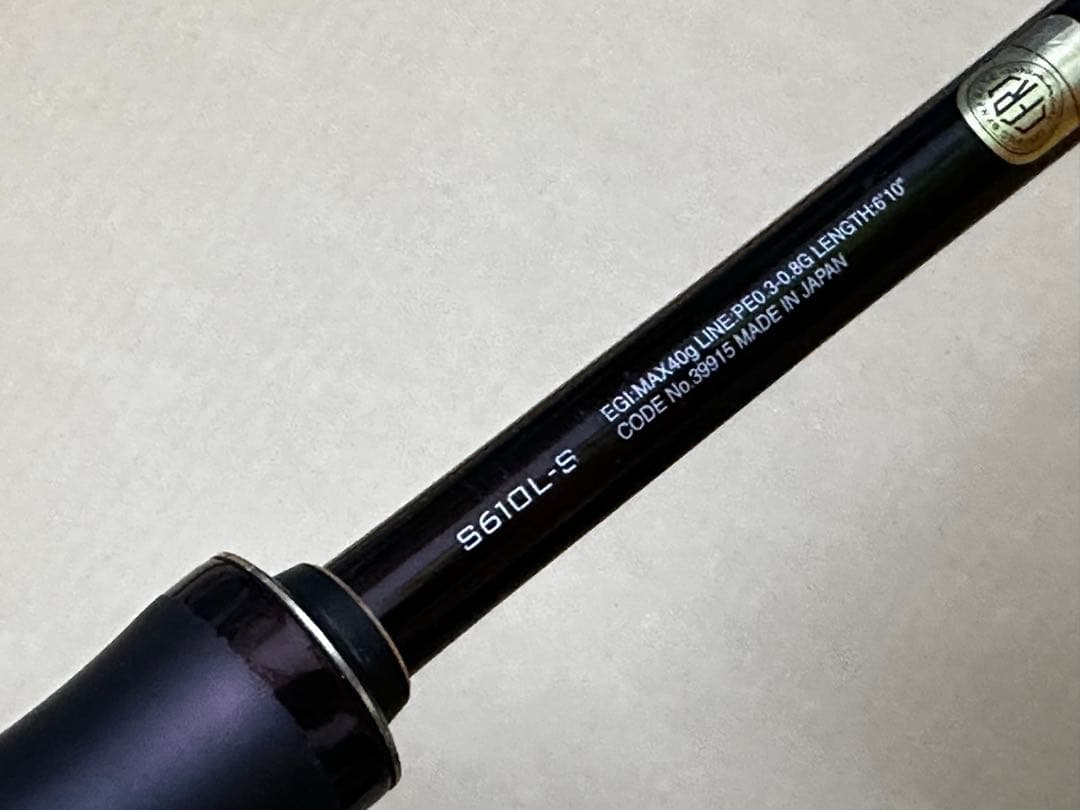 S610L-S
EGI:MAX40g LINE:PE0.3-0.8G LENGTH:6'10"
CODE No.39915 MADE IN JAPAN